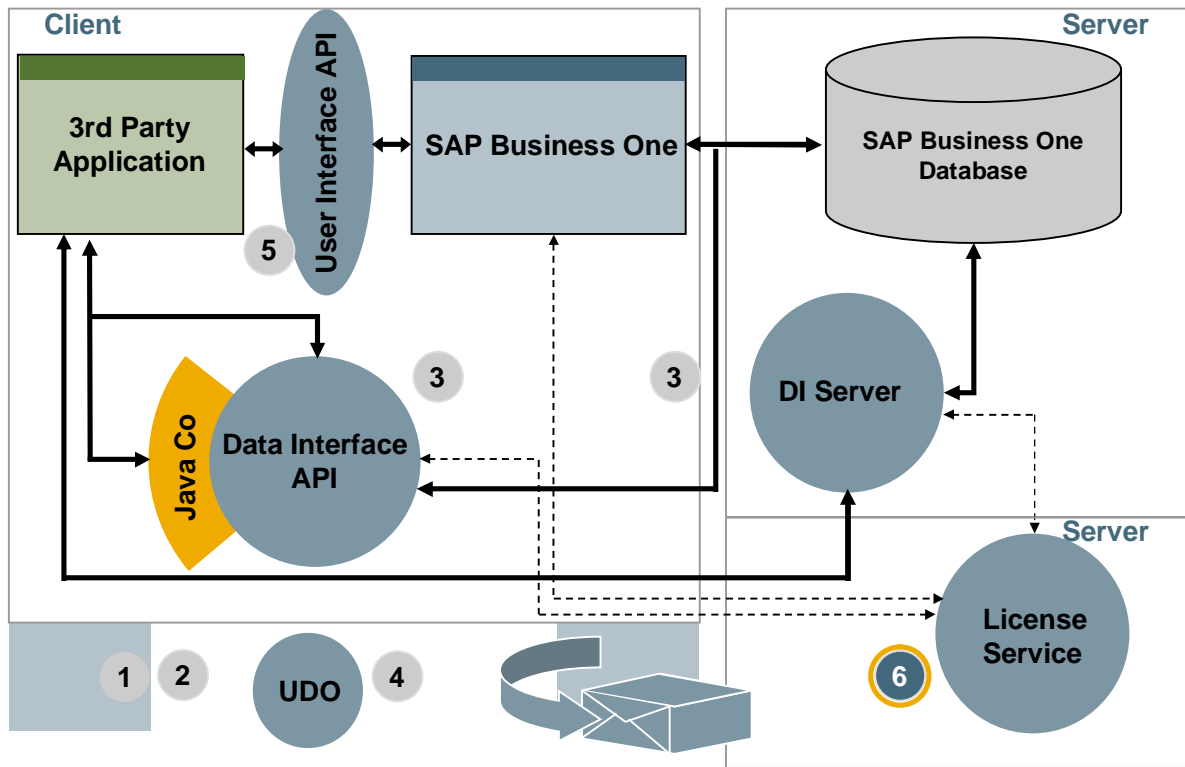 Client
Server
3rd Party
Application
User Interface API
SAP Business One
SAP Business One
Database
5
3
3
DI Server
Java Co
Data Interface
API
Server
License
Service
1
2
UDO
4
6